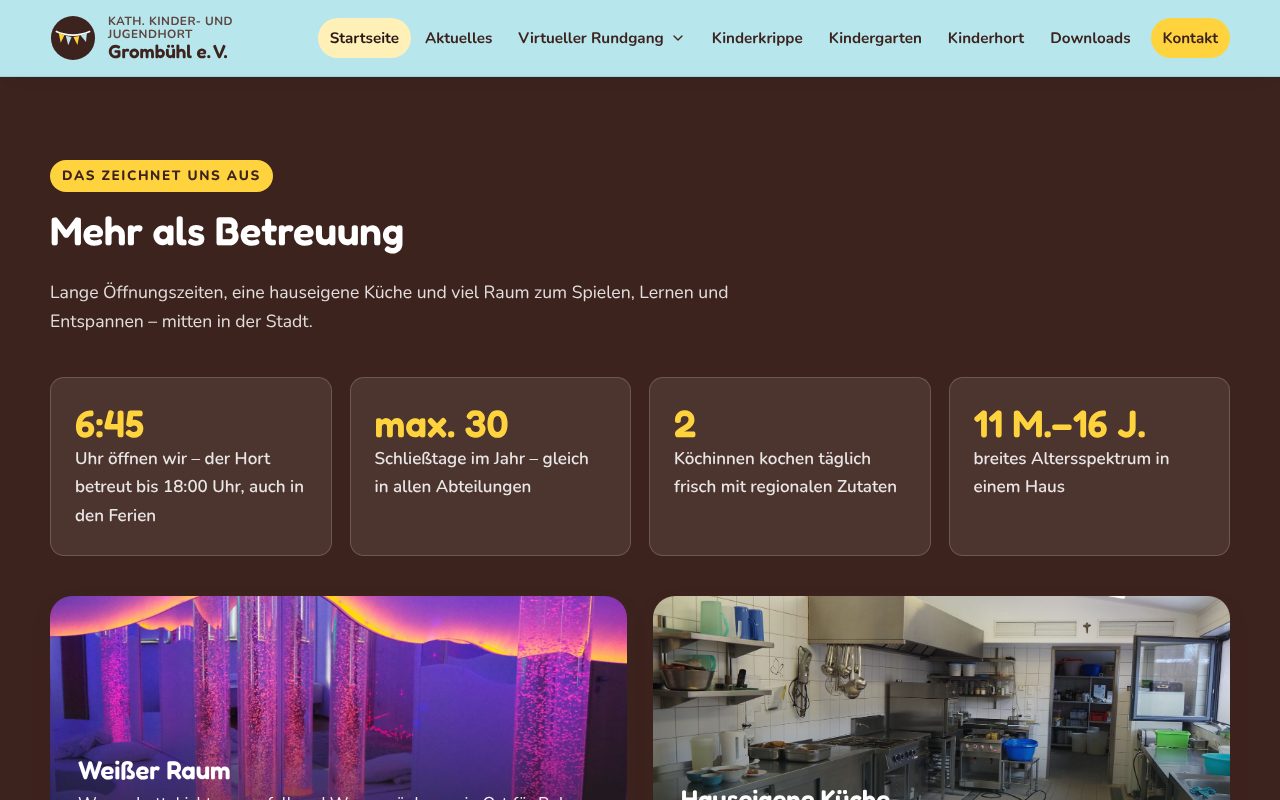 KATH. KINDER- UND
JUGENDHORT
Grombühl e. V.
Startseite
Aktuelles
Virtueller Rundgang
Kinderkrippe
Kindergarten
Kinderhort
Downloads
Kontakt
DAS ZEICHNET UNS AUS
Mehr als Betreuung
Lange Öffnungszeiten, eine hauseigene Küche und viel Raum zum Spielen, Lernen und
Entspannen – mitten in der Stadt.
6:45
Uhr öffnen wir – der Hort
betreut bis 18:00 Uhr, auch in
den Ferien
max. 30
Schließtage im Jahr – gleich
in allen Abteilungen
2
Köchinnen kochen täglich
frisch mit regionalen Zutaten
11 M.–16 J.
breites Altersspektrum in
einem Haus
Weißer Raum
Hauseigene Küche